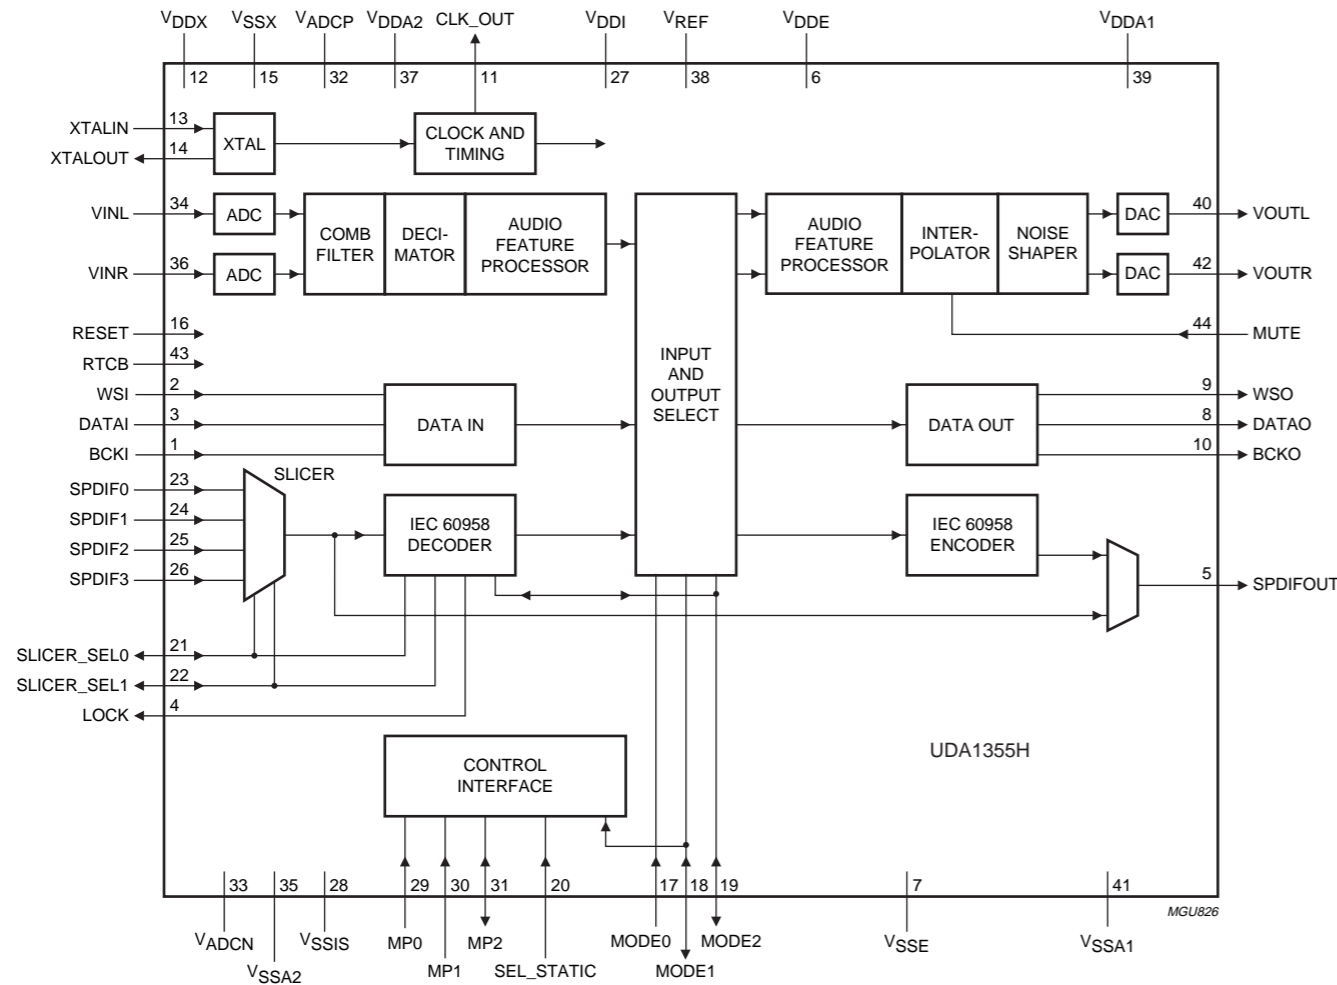 VDDX VSSX VADCP VDDA2 CLK_OUT VDDI VREF VDDE VDDA1
12 15 32 37 11 27 38 6 39
XTALIN 13
XTALOUT 14
XTAL
CLOCK AND
TIMING
VINL 34
ADC
VINR 36
ADC
COMB
FILTER
DECI-
MATOR
AUDIO
FEATURE
PROCESSOR
INPUT
AND
OUTPUT
SELECT
AUDIO
FEATURE
PROCESSOR
INTER-
POLATOR
NOISE
SHAPER
DAC
40 VOUTL
DAC
42 VOUTR
44 MUTE
RESET 16
RTCB 43
WSI 2
DATAI 3
BCKI 1
DATA IN
DATA OUT
9 WSO
8 DATAO
10 BCKO
SLICER
SPDIF0 23
SPDIF1 24
SPDIF2 25
SPDIF3 26
IEC 60958
DECODER
IEC 60958
ENCODER
5 SPDIFOUT
SLICER_SEL0 21
SLICER_SEL1 22
LOCK 4
CONTROL
INTERFACE
UDA1355H
33 35 28 29 30 31 20 17 18 19 7 41
MGU826
VADCN VSSIS MP0 MP2 MODE0 MODE2 VSSE VSSA1
VSSA2 MP1 SEL_STATIC MODE1